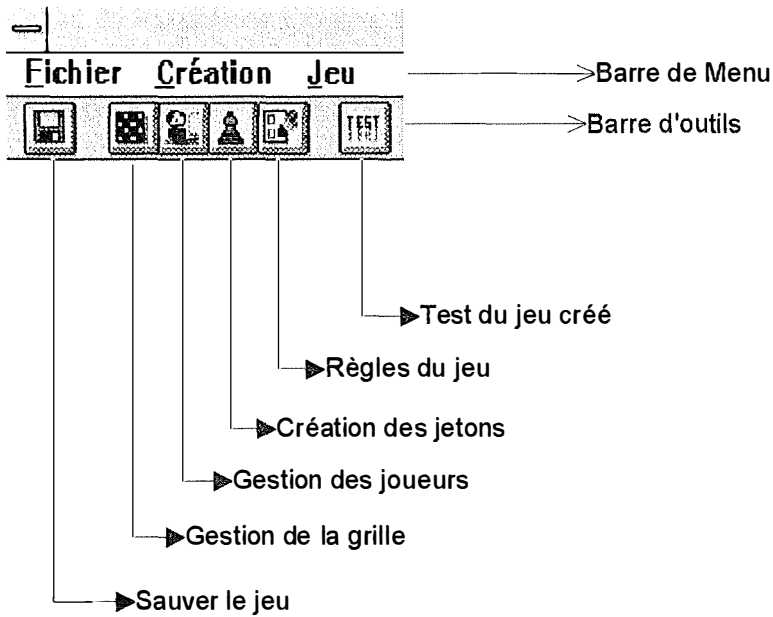 Fichier Création Jeu
Barre de Menu
Barre d'outils
TEST
Test du jeu créé
Règles du jeu
Création des jetons
Gestion des joueurs
Gestion de la grille
Sauver le jeu